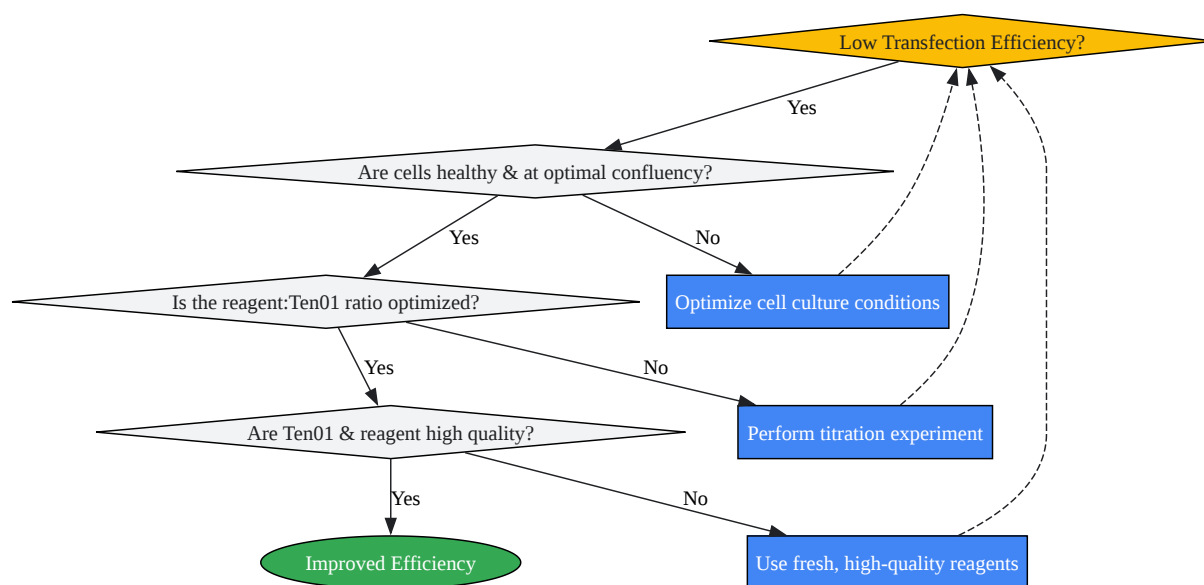 Low Transfection Efficiency?
Yes
Are cells healthy & at optimal confluency?
Yes
No
Is the reagent:Ten01 ratio optimized?
Optimize cell culture conditions
Yes
No
Are Ten01 & reagent high quality?
Perform titration experiment
Yes
No
Improved Efficiency
Use fresh, high-quality reagents